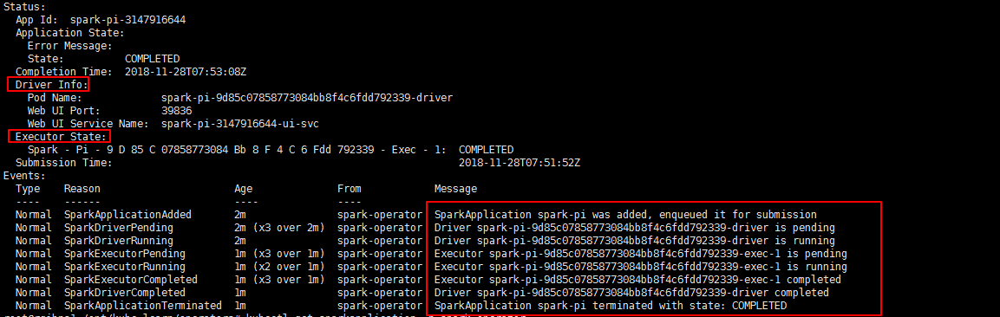 Status:
App Id: spark-pi-3147916644
Application State:
Error Message:
State: COMPLETED
Completion Time: 2018-11-28T07:53:08Z
Driver Info:
Pod Name: spark-pi-9d85c07858773084bb8f4c6fdd792339-driver
Web UI Port: 39836
Web UI Service Name: spark-pi-3147916644-ui-svc
Executor State:
Spark - Pi - 9 D 85 C 07858773084 Bb 8 F 4 C 6 Fdd 792339 - Exec - 1: COMPLETED
Submission Time: 2018-11-28T07:51:52Z
Events:
Type Reason Age From Message
---- ------ ---- ---- -------
Normal SparkApplicationAdded 2m spark-operator SparkApplication spark-pi was added, enqueued it for submission
Normal SparkDriverPending 2m (x3 over 2m) spark-operator Driver spark-pi-9d85c07858773084bb8f4c6fdd792339-driver is pending
Normal SparkDriverRunning 2m spark-operator Driver spark-pi-9d85c07858773084bb8f4c6fdd792339-driver is running
Normal SparkExecutorPending 1m (x3 over 1m) spark-operator Executor spark-pi-9d85c07858773084bb8f4c6fdd792339-exec-1 is pending
Normal SparkExecutorRunning 1m (x2 over 1m) spark-operator Executor spark-pi-9d85c07858773084bb8f4c6fdd792339-exec-1 is running
Normal SparkExecutorCompleted 1m (x3 over 1m) spark-operator Executor spark-pi-9d85c07858773084bb8f4c6fdd792339-exec-1 completed
Normal SparkDriverCompleted 1m spark-operator Driver spark-pi-9d85c07858773084bb8f4c6fdd792339-driver completed
Normal SparkApplicationTerminated 1m spark-operator SparkApplication spark-pi terminated with state: COMPLETED